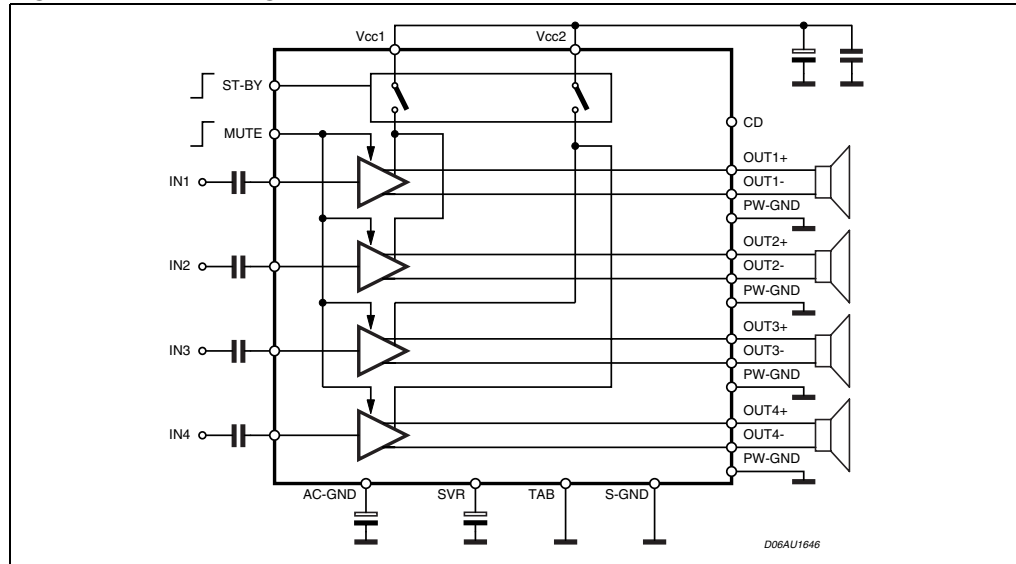 Vcc1
Vcc2
ST-BY
MUTE
CD
OUT1+
IN1
OUT1-
PW-GND
OUT2+
IN2
OUT2-
PW-GND
OUT3+
IN3
OUT3-
PW-GND
OUT4+
IN4
OUT4-
PW-GND
AC-GND
SVR
TAB
S-GND
D06AU1646